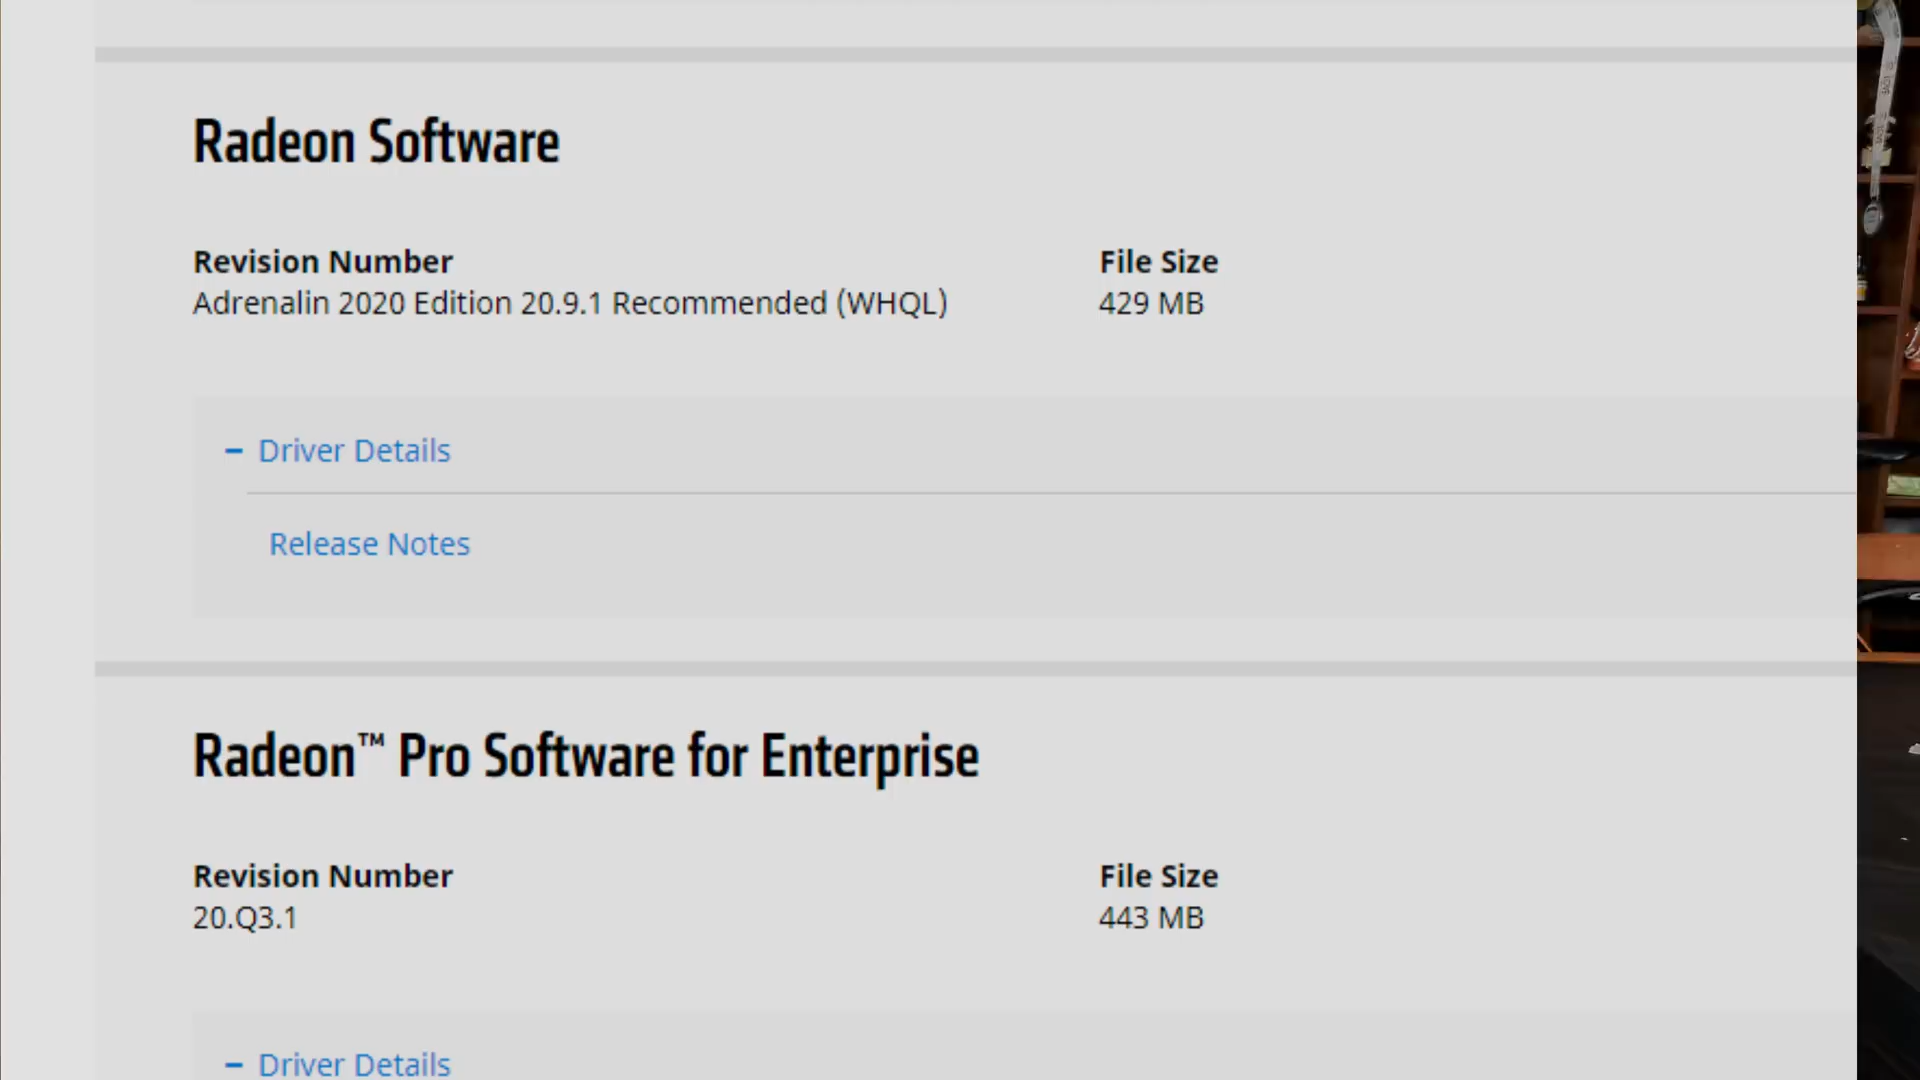 Radeon Software
Revision Number
File Size
Adrenalin 2020 Edition 20.9.1 Recommended (WHQL)
429 MB
− Driver Details
Release Notes
Radeon™ Pro Software for Enterprise
Revision Number
File Size
20.Q3.1
443 MB
− Driver Details